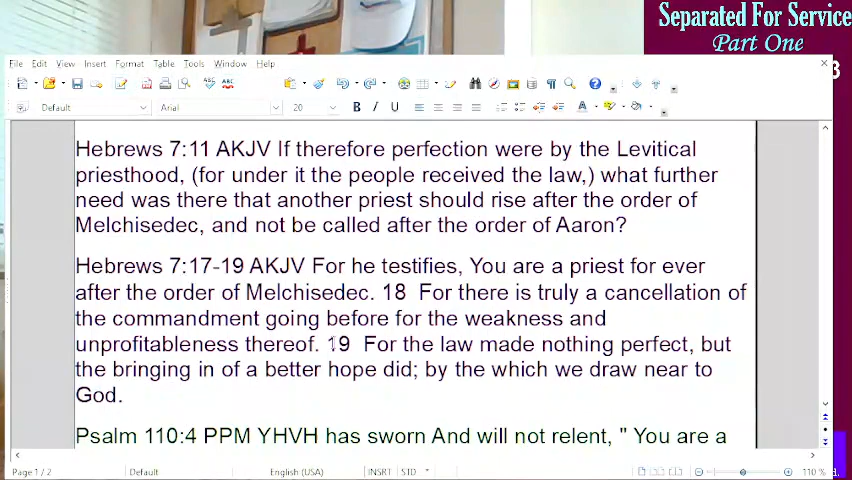 Separated For Service
Part One
3
File Edit View Insert Format Table Tools Window Help
Default Arial 20 B I U A
Hebrews 7:11 AKJV If therefore perfection were by the Levitical
priesthood, (for under it the people received the law,) what further
need was there that another priest should rise after the order of
Melchisedec, and not be called after the order of Aaron?
Hebrews 7:17-19 AKJV For he testifies, You are a priest for ever
after the order of Melchisedec. 18 For there is truly a cancellation of
the commandment going before for the weakness and
unprofitableness thereof. 19 For the law made nothing perfect, but
the bringing in of a better hope did; by the which we draw near to
God.
Psalm 110:4 PPM YHVH has sworn And will not relent, " You are a
Page 1 / 2 Default English (USA) INSRT STD 110 %
d.